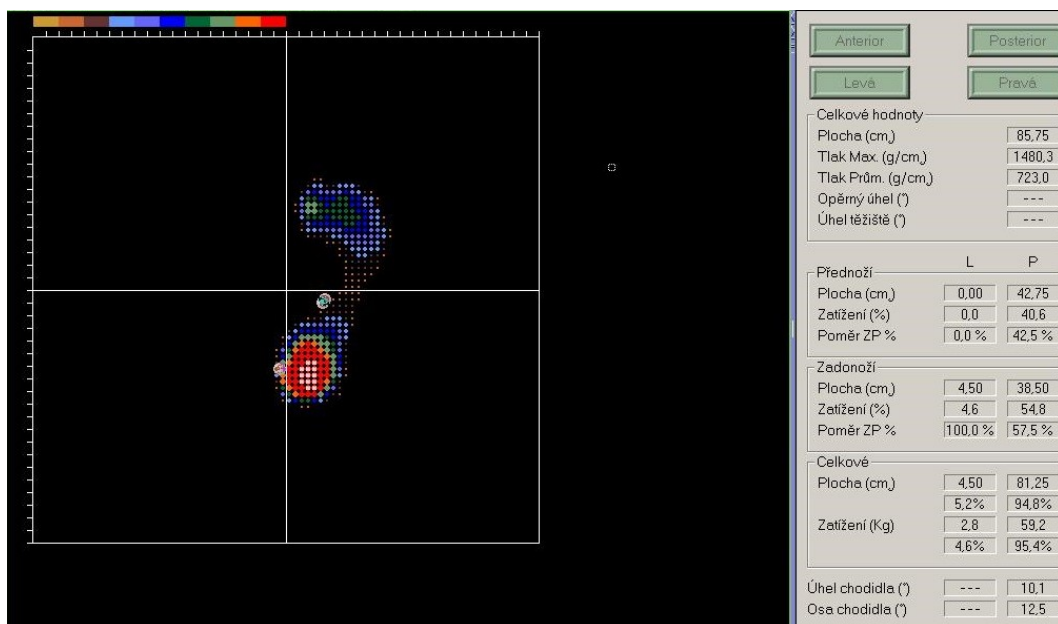 Anterior Posterior
Levá Pravá
Celkové hodnoty
Plocha (cm,) 85,75
Tlak Max. (g/cm,) 1480,3
Tlak Prům. (g/cm,) 723,0
Opěrný úhel (°) ---
Úhel těžiště (°) ---
L P
Přednoží
Plocha (cm,) 0,00 42,75
Zatížení (%) 0,0 40,6
Poměr ZP % 0,0 % 42,5 %
Zadonoží
Plocha (cm,) 4,50 38,50
Zatížení (%) 4,6 54,8
Poměr ZP % 100,0 % 57,5 %
Celkové
Plocha (cm,) 4,50 81,25
5,2% 94,8%
Zatížení (Kg) 2,8 59,2
4,6% 95,4%
Úhel chodidla (°) --- 10,1
Osa chodidla (°) --- 12,5